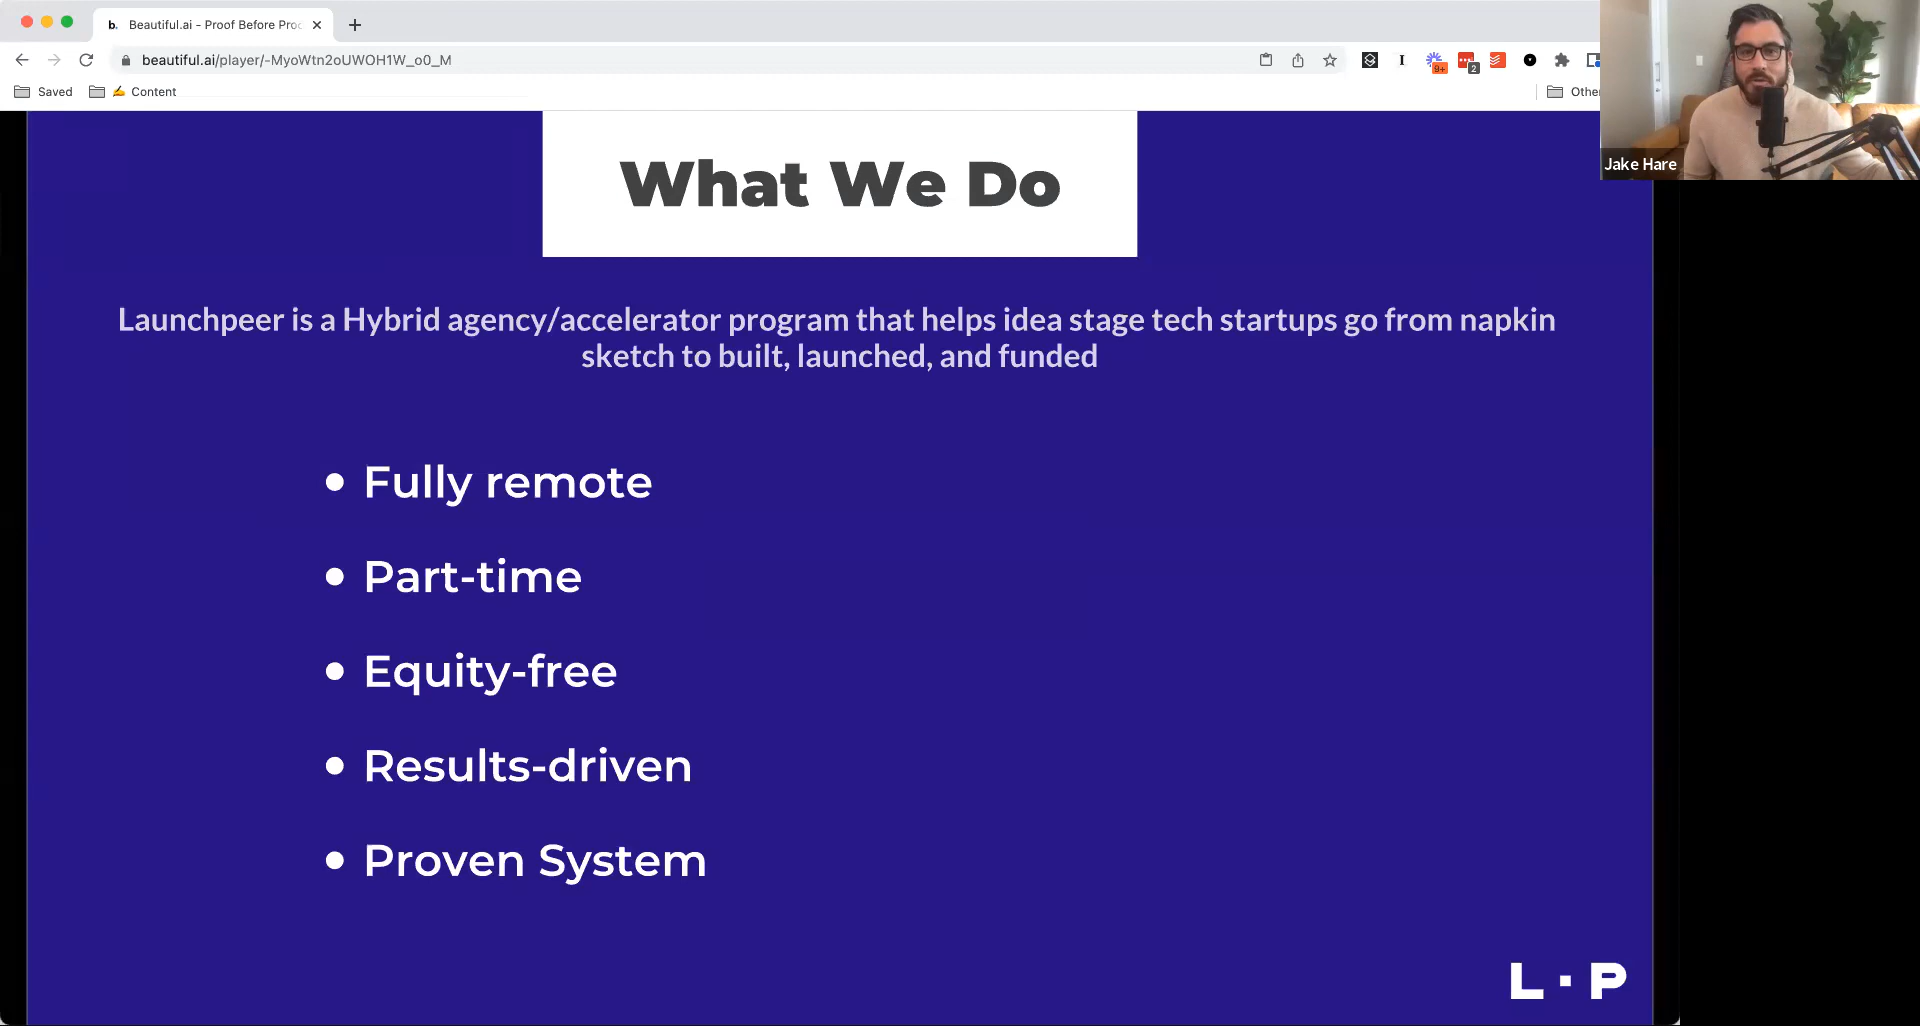 b. Beautiful.ai - Proof Before Proc
beautiful.ai/player/-MyoWtn2oUWOH1W_o0_M
I
9+
2
Saved
✍ Content
Other
Jake Hare
What We Do
Launchpeer is a Hybrid agency/accelerator program that helps idea stage tech startups go from napkin
sketch to built, launched, and funded
• Fully remote
• Part-time
• Equity-free
• Results-driven
• Proven System
L · P